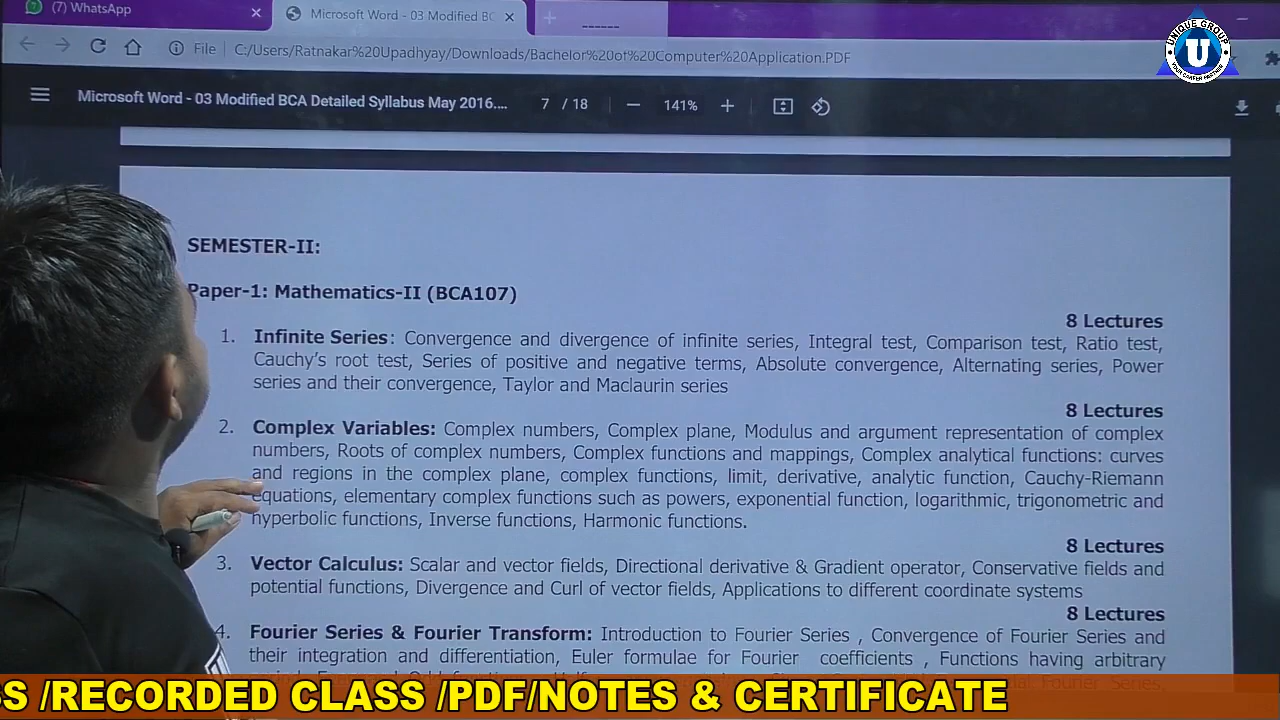 (7) WhatsApp
Microsoft Word - 03 Modified BC
File
C:/Users/Ratnakar%20Upadhyay/Downloads/Bachelor%20of%20Computer%20Application.PDF
UNIQUE GROUP
U
YOUR CAREER PARTNER
Microsoft Word - 03 Modified BCA Detailed Syllabus May 2016....
7 / 18
141%
SEMESTER-II:
Paper-1: Mathematics-II (BCA107)
8 Lectures
1. Infinite Series: Convergence and divergence of infinite series, Integral test, Comparison test, Ratio test,
Cauchy's root test, Series of positive and negative terms, Absolute convergence, Alternating series, Power
series and their convergence, Taylor and Maclaurin series
8 Lectures
2. Complex Variables: Complex numbers, Complex plane, Modulus and argument representation of complex
numbers, Roots of complex numbers, Complex functions and mappings, Complex analytical functions: curves
and regions in the complex plane, complex functions, limit, derivative, analytic function, Cauchy-Riemann
equations, elementary complex functions such as powers, exponential function, logarithmic, trigonometric and
hyperbolic functions, Inverse functions, Harmonic functions.
8 Lectures
3. Vector Calculus: Scalar and vector fields, Directional derivative & Gradient operator, Conservative fields and
potential functions, Divergence and Curl of vector fields, Applications to different coordinate systems
8 Lectures
4. Fourier Series & Fourier Transform: Introduction to Fourier Series , Convergence of Fourier Series and
their integration and differentiation, Euler formulae for Fourier coefficients , Functions having arbitrary
Fourier Series,
SS /RECORDED CLASS /PDF/NOTES & CERTIFICATE